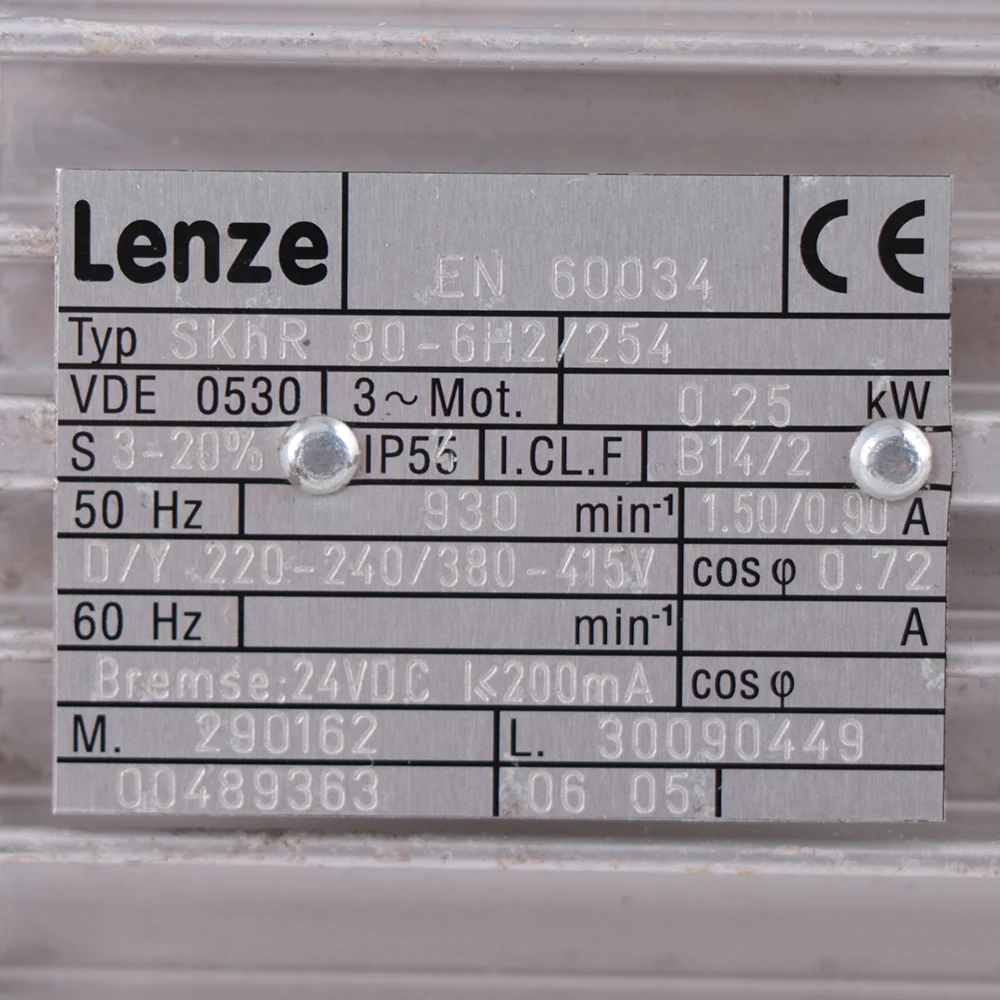 Lenze EN 60034 CE
Typ SKhR 80-6H2/254
VDE 0530 3~Mot. 0.25 kW
S 3-20% IP55 I.CL.F B14/2
50 Hz 930 min-1 1.50/0.90 A
D/Y 220-240/380-415V cos φ 0.72
60 Hz min-1 A
Bremse:24VDC I<200mA cos φ
M. 290162 L. 30090449
00489363 06 05